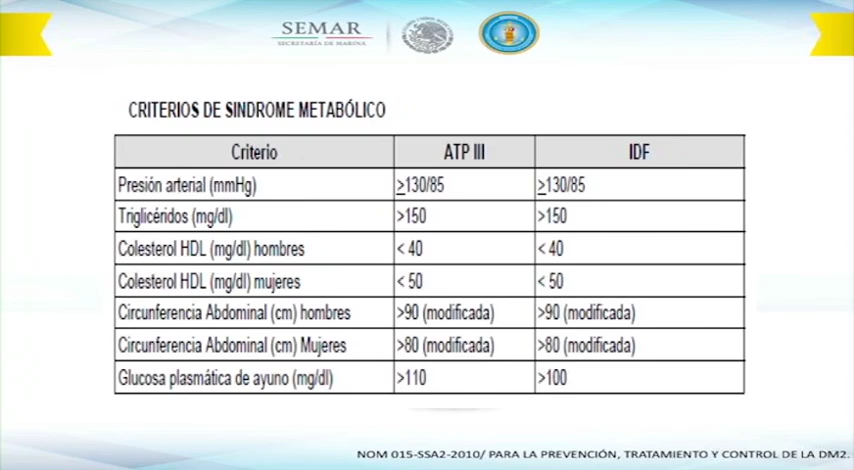 SEMAR
SECRETARÍA DE MARINA
CRITERIOS DE SINDROME METABÓLICO
Criterio ATP III IDF
Presión arterial (mmHg) ≥130/85 ≥130/85
Triglicéridos (mg/dl) >150 >150
Colesterol HDL (mg/dl) hombres < 40 < 40
Colesterol HDL (mg/dl) mujeres < 50 < 50
Circunferencia Abdominal (cm) hombres >90 (modificada) >90 (modificada)
Circunferencia Abdominal (cm) Mujeres >80 (modificada) >80 (modificada)
Glucosa plasmática de ayuno (mg/dl) >110 >100
NOM 015-SSA2-2010/ PARA LA PREVENCIÓN, TRATAMIENTO Y CONTROL DE LA DM2.